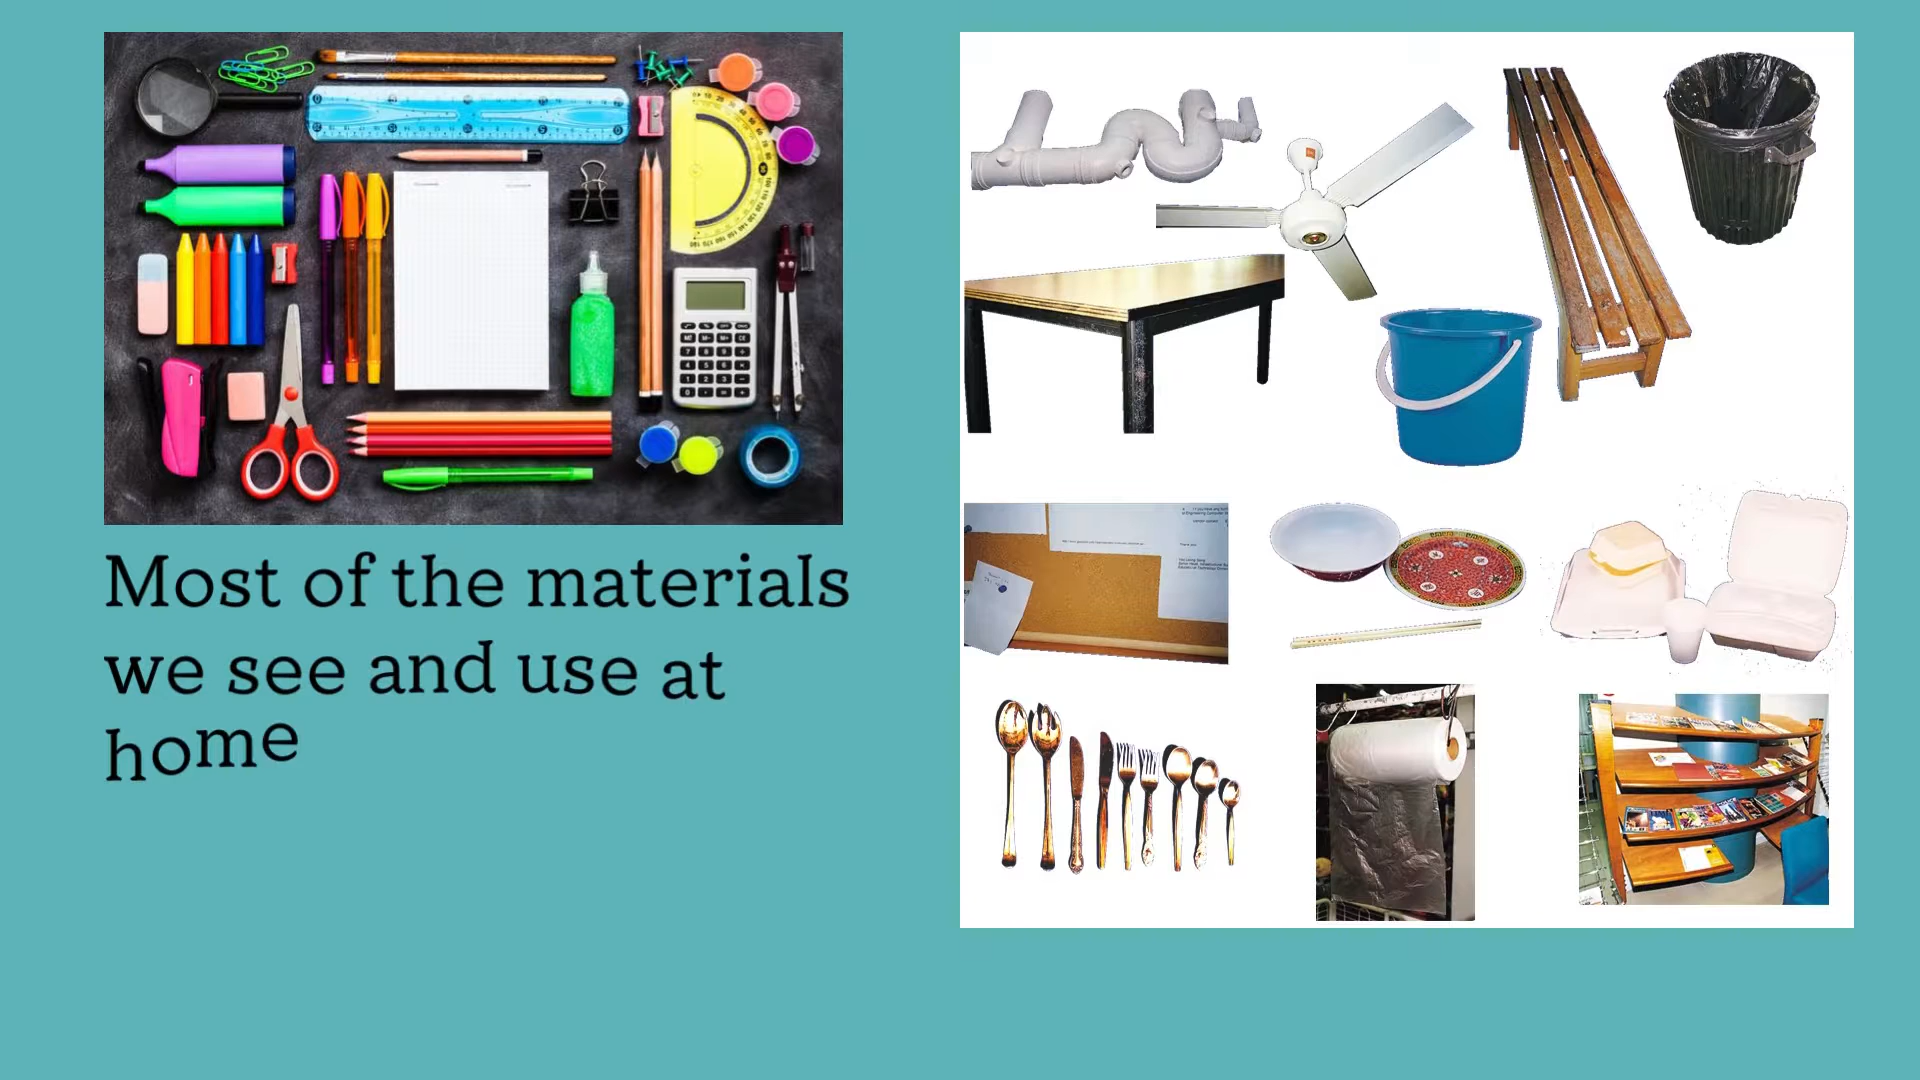 Most of the materials
we see and use at
home